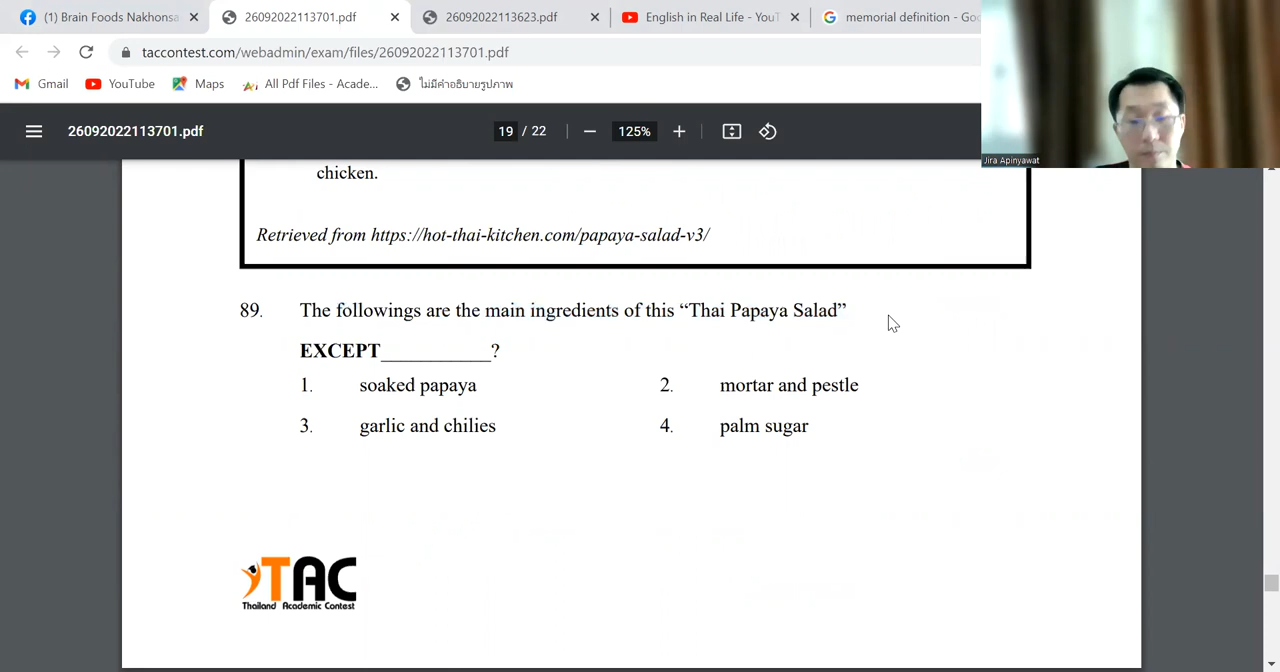 (1) Brain Foods Nakhonsa
26092022113701.pdf
26092022113623.pdf
English in Real Life - YouT
memorial definition - Goo
taccontest.com/webadmin/exam/files/26092022113701.pdf
Gmail
YouTube
Maps
All Pdf Files - Acade...
ไม่มีคำอธิบายรูปภาพ
26092022113701.pdf
19 / 22
125%
Jira Apinyawat
chicken.
Retrieved from https://hot-thai-kitchen.com/papaya-salad-v3/
89. The followings are the main ingredients of this “Thai Papaya Salad”
EXCEPT___________?
1. soaked papaya
2. mortar and pestle
3. garlic and chilies
4. palm sugar
TAC
Thailand Academic Contest